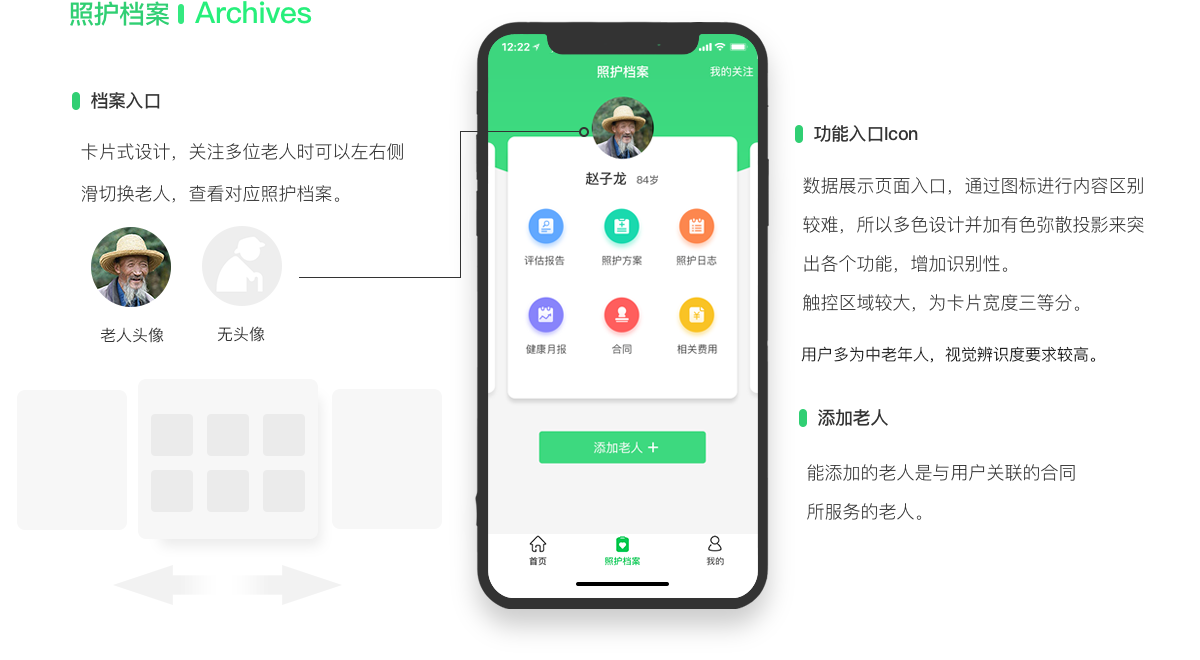 照护档案 Archives
档案入口
卡片式设计，关注多位老人时可以左右侧
滑切换老人，查看对应照护档案。
老人头像
无头像
12:22
照护档案
我的关注
赵子龙 84岁
评估报告
照护方案
照护日志
健康月报
合同
相关费用
添加老人 +
首页
照护档案
我的
功能入口Icon
数据展示页面入口，通过图标进行内容区别
较难，所以多色设计并加有色弥散投影来突
出各个功能，增加识别性。
触控区域较大，为卡片宽度三等分。
用户多为中老年人，视觉辨识度要求较高。
添加老人
能添加的老人是与用户关联的合同
所服务的老人。